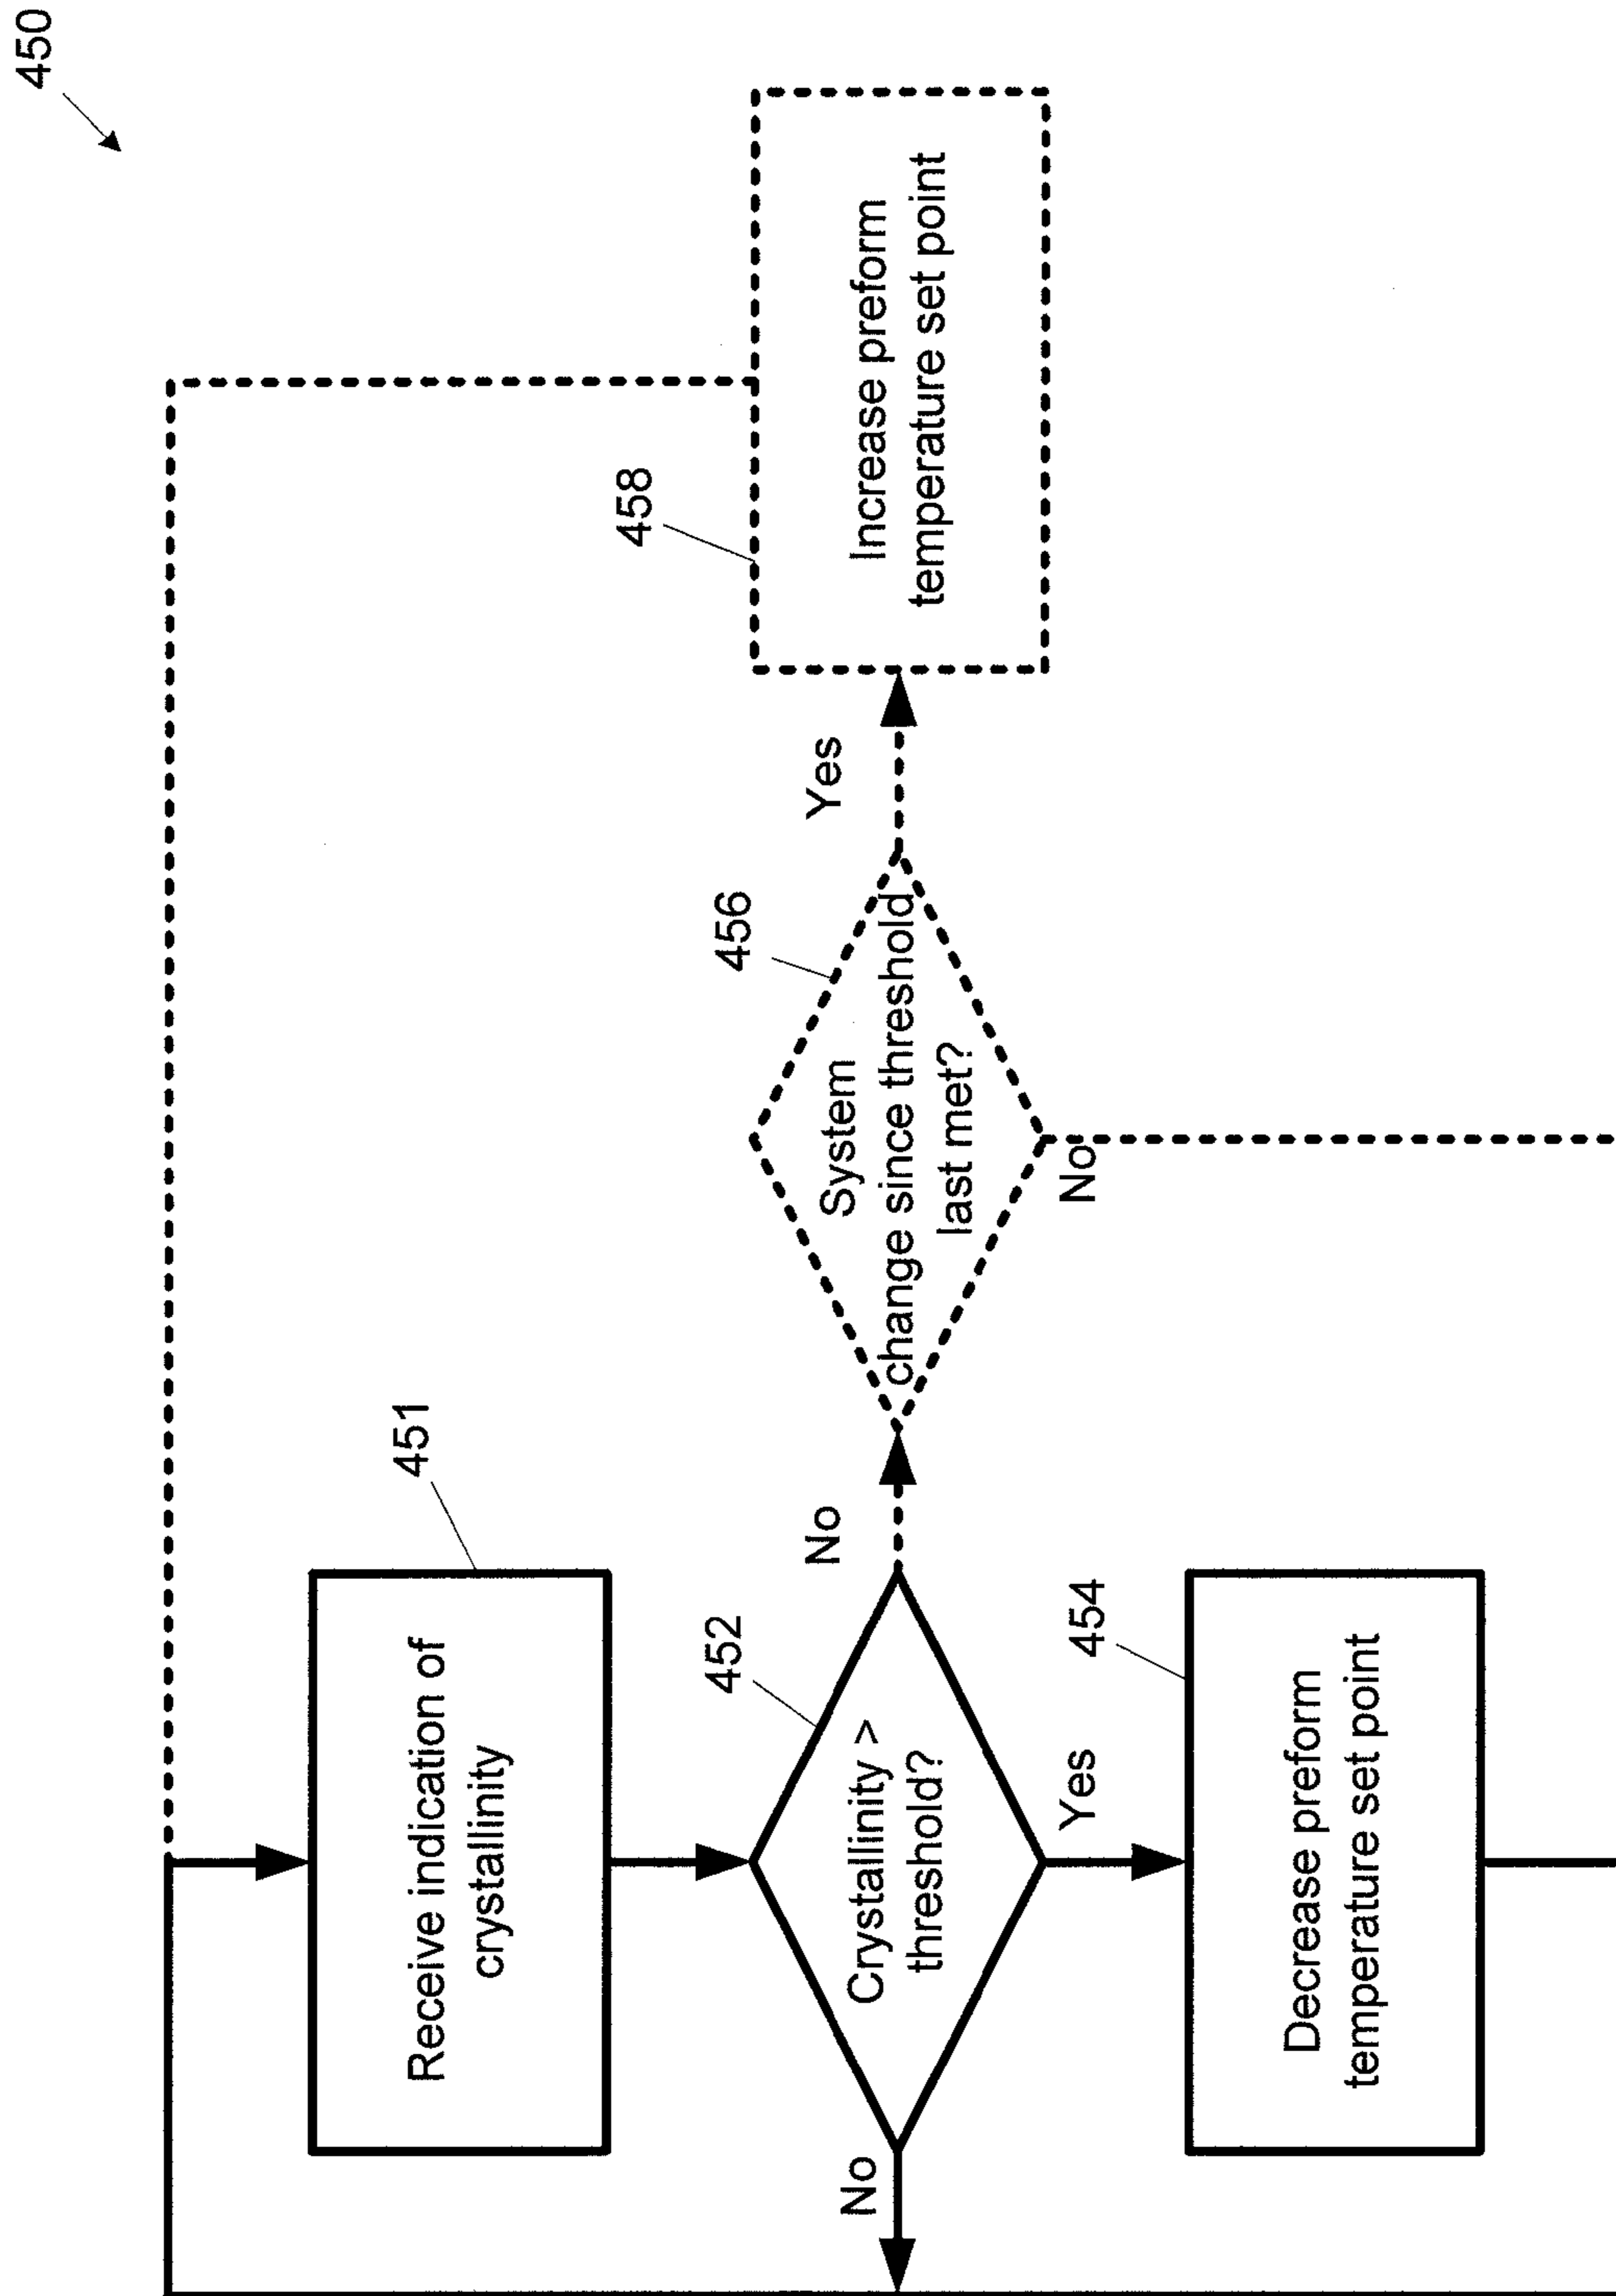 450
451
Receive indication of
crystallinity
452
Crystallinity >
threshold?
No
No
Yes
454
Decrease preform
temperature set point
456
System
change since threshold
last met?
Yes
No
458
Increase preform
temperature set point